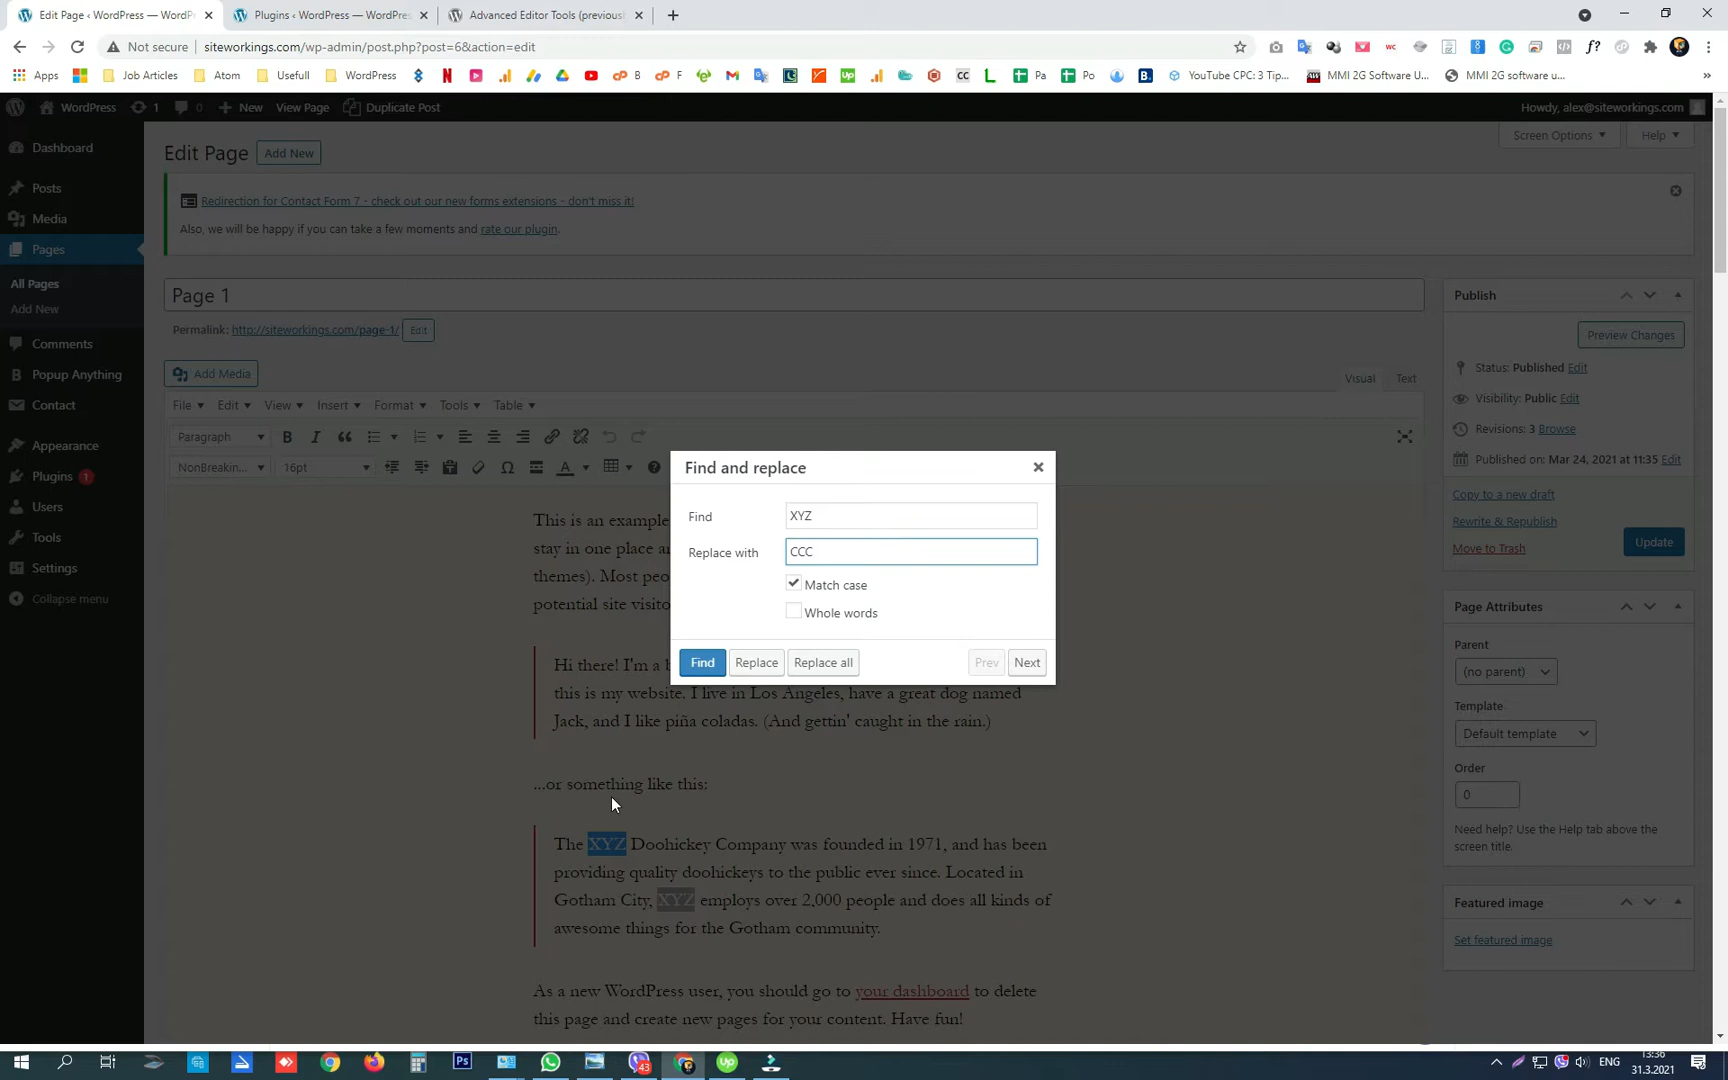 Edit Page ‹ WordPress — WordPr
Plugins ‹ WordPress — WordPres
Advanced Editor Tools (previous
Not secure
siteworkings.com/wp-admin/post.php?post=6&action=edit
Apps
Job Articles
Atom
Usefull
WordPress
B
F
Pa
Po
YouTube CPC: 3 Tip...
MMI 2G Software U...
MMI 2G software u...
WordPress
1
0
New
View Page
Duplicate Post
Howdy, alex@siteworkings.com
Dashboard
Posts
Media
Pages
All Pages
Add New
Comments
Popup Anything
Contact
Appearance
Plugins 1
Users
Tools
Settings
Collapse menu
Screen Options
Help
Edit Page
Add New
Redirection for Contact Form 7 - check out our new forms extensions - don't miss it!
Also, we will be happy if you can take a few moments and rate our plugin.
Page 1
Permalink: http://siteworkings.com/page-1/ Edit
Add Media
Visual
Text
File
Edit
View
Insert
Format
Tools
Table
Paragraph
NonBreakin...
16pt
Find and replace
Find
XYZ
Replace with
CCC
Match case
Whole words
Find
Replace
Replace all
Prev
Next
This is an example
stay in one place a
themes). Most peo
potential site visito
Hi there! I'm a b
this is my website. I live in Los Angeles, have a great dog named
Jack, and I like piña coladas. (And gettin' caught in the rain.)
...or something like this:
The XYZ Doohickey Company was founded in 1971, and has been
providing quality doohickeys to the public ever since. Located in
Gotham City, XYZ employs over 2,000 people and does all kinds of
awesome things for the Gotham community.
As a new WordPress user, you should go to your dashboard to delete
this page and create new pages for your content. Have fun!
Publish
Preview Changes
Status: Published Edit
Visibility: Public Edit
Revisions: 3 Browse
Published on: Mar 24, 2021 at 11:35 Edit
Copy to a new draft
Rewrite & Republish
Move to Trash
Update
Page Attributes
Parent
(no parent)
Template
Default template
Order
0
Need help? Use the Help tab above the
screen title.
Featured image
Set featured image
43
ENG
13:36
31.3.2021